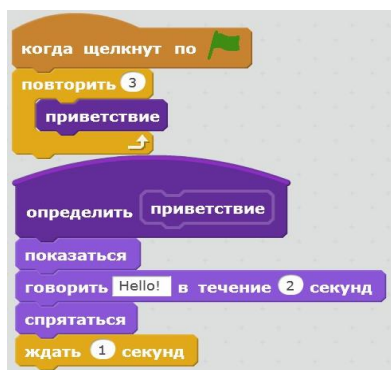 когда щелкнут по
повторить 3
приветствие
определить приветствие
показаться
говорить Hello! в течение 2 секунд
спрятаться
ждать 1 секунд